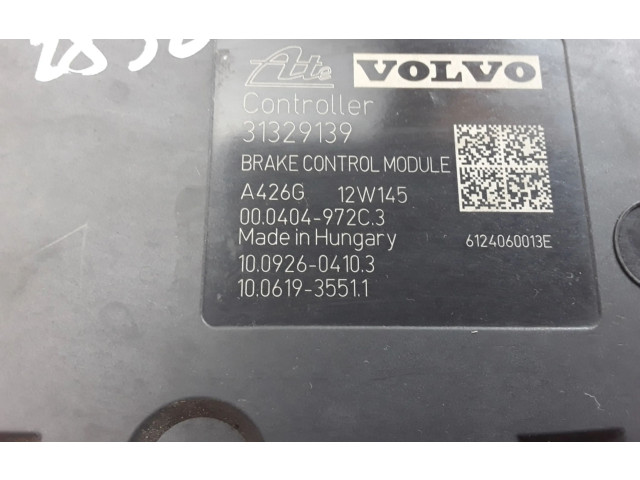 Ate VOLVO
Controller
31329139
BRAKE CONTROL MODULE
A426G 12W145
00.0404-972C.3
Made in Hungary 6124060013E
10.0926-0410.3
10.0619-3551.1